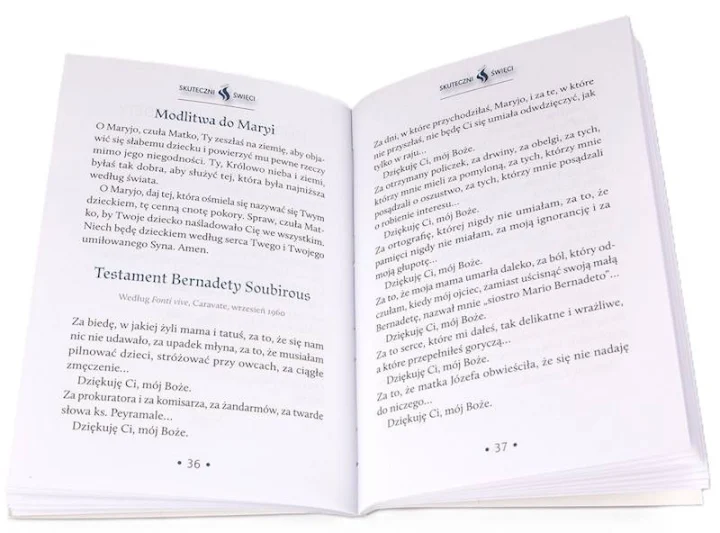 SKUTECZNI ŚWIĘCI
Modlitwa do Maryi
O Maryjo, czuła Matko, Ty zeszłaś na ziemię, aby obja-
wić się słabemu dziecku i powierzyć mu pewne rzeczy
mimo jego niegodności. Ty, Królowo nieba i ziemi,
byłaś tak dobra, aby służyć tej, która była najniższa
według świata.
O Maryjo, daj tej, która ośmiela się nazywać się Twym
dzieckiem, tę cenną cnotę pokory. Spraw, czuła Mat-
ko, by Twoje dziecko naśladowało Cię we wszystkim.
Niech będę dzieckiem według serca Twego i Twojego
umiłowanego Syna. Amen.
Testament Bernadety Soubirous
Według Fonti vive, Caravate, wrzesień 1960
Za biedę, w jakiej żyli mama i tatuś, za to, że się nam
nic nie udawało, za upadek młyna, za to, że musiałam
pilnować dzieci, stróżować przy owcach, za ciągłe
zmęczenie...
Dziękuję Ci, mój Boże.
Za prokuratora i za komisarza, za żandarmów, za twarde
słowa ks. Peyramale...
Dziękuję Ci, mój Boże.
• 36 •
SKUTECZNI ŚWIĘCI
Za dni, w które przychodziłaś, Maryjo, i za te, w które
nie przyszłaś, nie będę Ci się umiała odwdzięczyć, jak
tylko w raju...
Dziękuję Ci, mój Boże.
Za otrzymany policzek, za drwiny, za obelgi, za tych,
którzy mnie mieli za pomyloną, za tych, którzy mnie
posądzali o oszustwo, za tych, którzy mnie posądzali
o robienie interesu...
Dziękuję Ci, mój Boże.
Za ortografię, której nigdy nie umiałam, za to, że
pamięci nigdy nie miałam, za moją ignorancję i za
moją głupotę...
Dziękuję Ci, mój Boże.
Za to, że moja mama umarła daleko, za ból, który od-
czułam, kiedy mój ojciec, zamiast uścisnąć swoją małą
Bernadetę, nazwał mnie „siostro Mario Bernadeto”...
Dziękuję Ci, mój Boże.
Za to serce, które mi dałeś, tak delikatne i wrażliwe,
a które przepełniłeś goryczą...
Dziękuję Ci, mój Boże.
Za to, że matka Józefa obwieściła, że się nie nadaję
do niczego...
Dziękuję Ci, mój Boże.
• 37 •